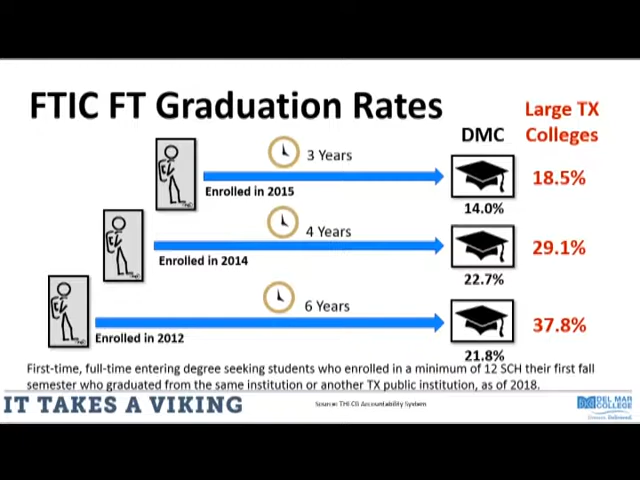 FTIC FT Graduation Rates
Large TX
Colleges
DMC
3 Years
Enrolled in 2015
14.0%
18.5%
4 Years
Enrolled in 2014
22.7%
29.1%
6 Years
Enrolled in 2012
21.8%
37.8%
First-time, full-time entering degree seeking students who enrolled in a minimum of 12 SCH their first fall
semester who graduated from the same institution or another TX public institution, as of 2018.
IT TAKES A VIKING
Source: THECB Accountability System
DEL MAR
COLLEGE